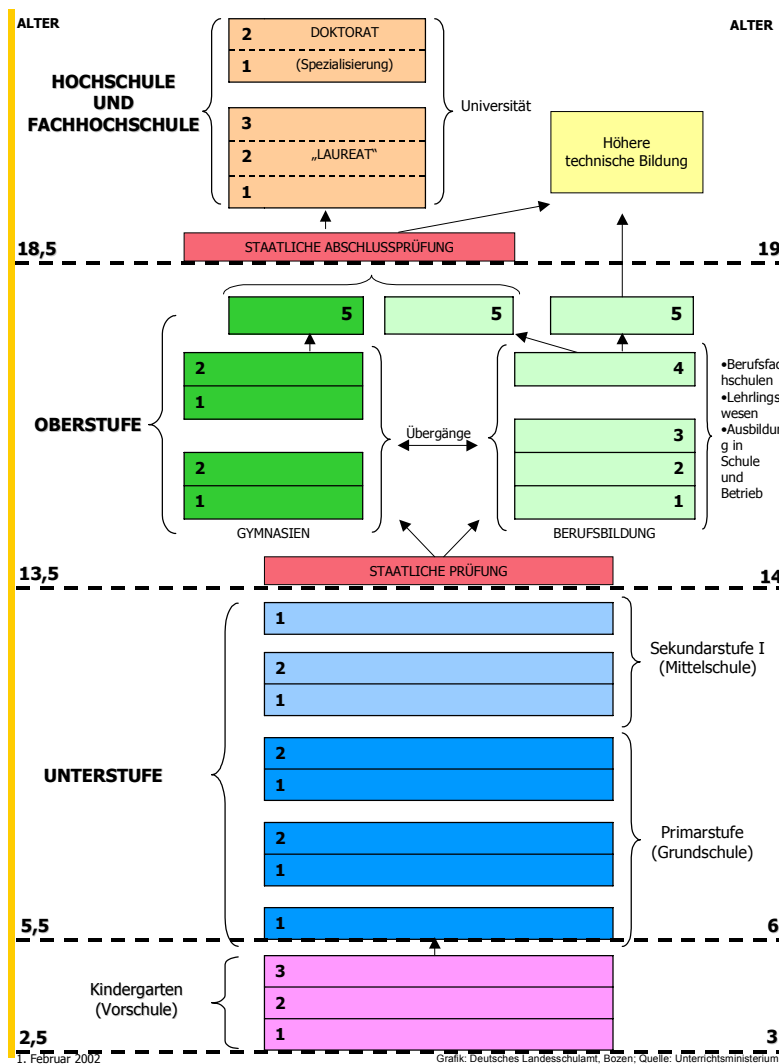 ALTER
ALTER
2 DOKTORAT
1 (Spezialisierung)
HOCHSCHULE
UND
FACHHOCHSCHULE
3
2 „LAUREAT“
1
Universität
Höhere
technische Bildung
STAATLICHE ABSCHLUSSPRÜFUNG
18,5
19
5
5
5
2
1
2
1
GYMNASIEN
OBERSTUFE
Übergänge
4
3
2
1
BERUFSBILDUNG
•Berufsfac
hschulen
•Lehrlings
wesen
•Ausbildun
g in
Schule
und
Betrieb
STAATLICHE PRÜFUNG
13,5
14
1
2
1
Sekundarstufe I
(Mittelschule)
UNTERSTUFE
2
1
2
1
1
Primarstufe
(Grundschule)
5,5
6
Kindergarten
(Vorschule)
3
2
1
2,5
3
1. Februar 2002
Grafik: Deutsches Landesschulamt, Bozen; Quelle: Unterrichtsministerium